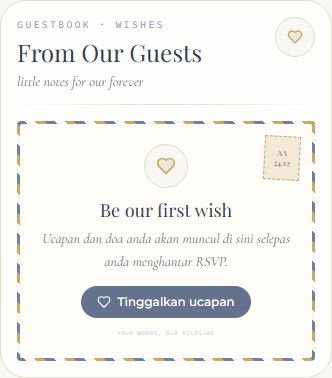 GUESTBOOK · WISHES
From Our Guests
little notes for our forever
AA
24.12
Be our first wish
Ucapan dan doa anda akan muncul di sini selepas
anda menghantar RSVP.
Tinggalkan ucapan
YOUR WORDS, OUR KEEPSAKE